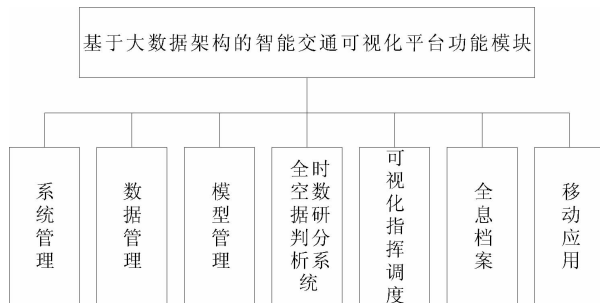 基于大数据架构的智能交通可视化平台功能模块
系统管理
数据管理
模型管理
全时空数据研判分析系统
可视化指挥调度
全息档案
移动应用